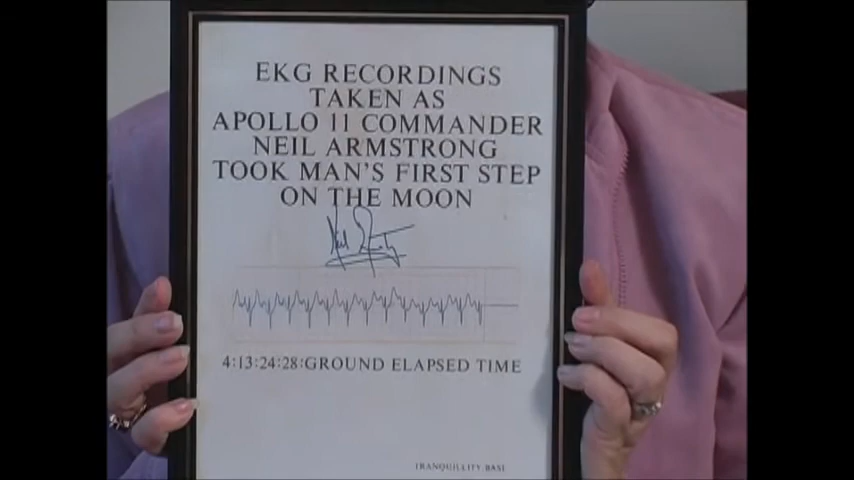 EKG RECORDINGS
TAKEN AS
APOLLO 11 COMMANDER
NEIL ARMSTRONG
TOOK MAN'S FIRST STEP
ON THE MOON
4:13:24:28:GROUND ELAPSED TIME
TRANQUILLITY BASE